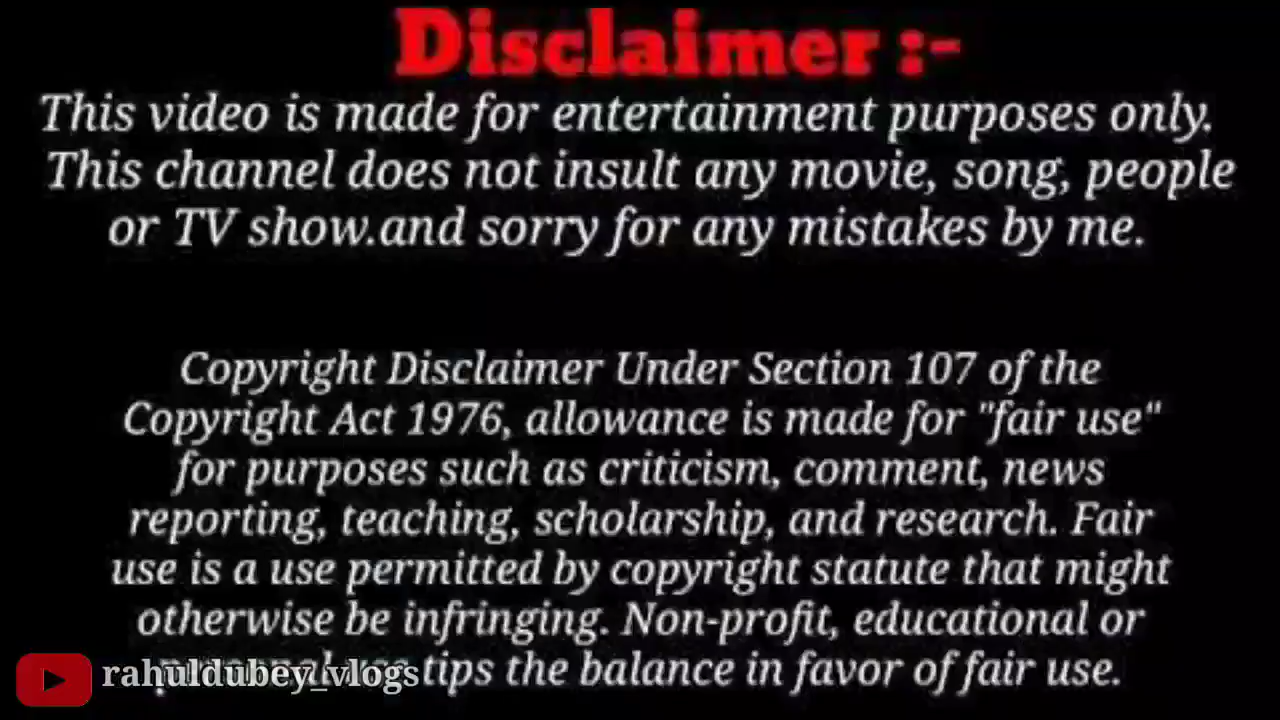 Disclaimer :-
This video is made for entertainment purposes only.
This channel does not insult any movie, song, people
or TV show.and sorry for any mistakes by me.
Copyright Disclaimer Under Section 107 of the
Copyright Act 1976, allowance is made for "fair use"
for purposes such as criticism, comment, news
reporting, teaching, scholarship, and research. Fair
use is a use permitted by copyright statute that might
otherwise be infringing. Non-profit, educational or
tips the balance in favor of fair use.
rahuldubey_vlogs